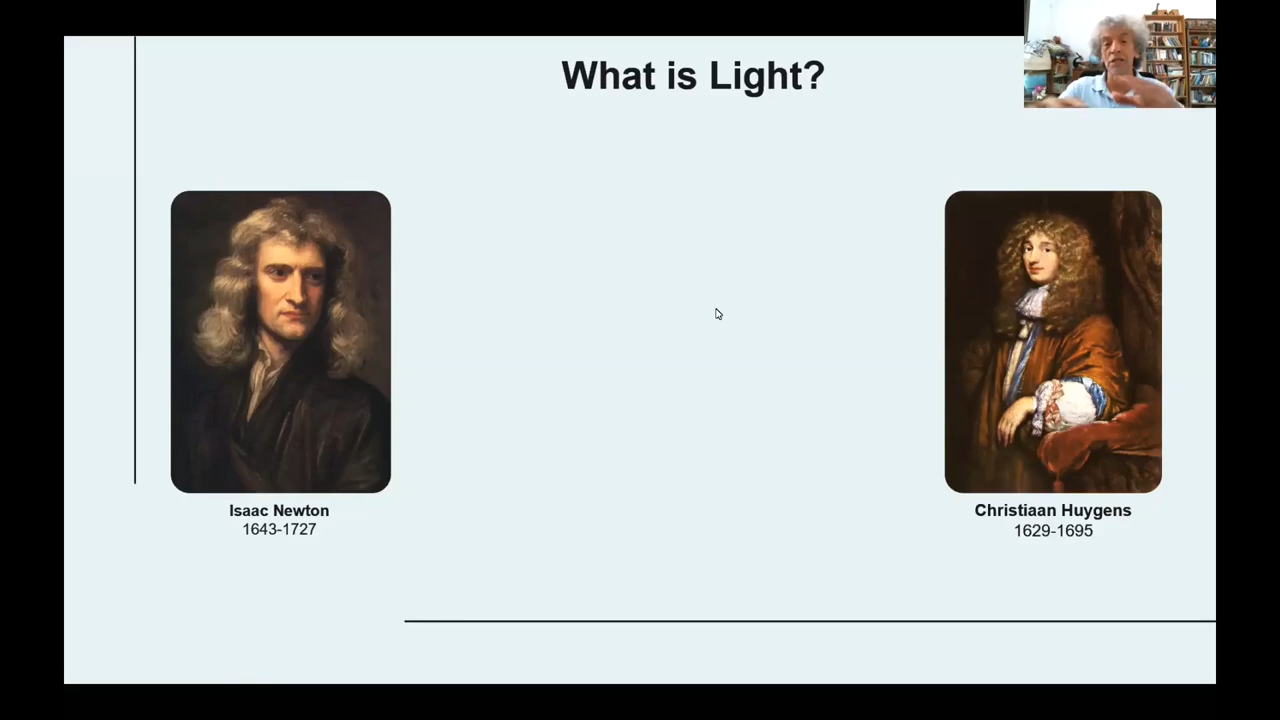 What is Light?
Isaac Newton
1643-1727
Christiaan Huygens
1629-1695